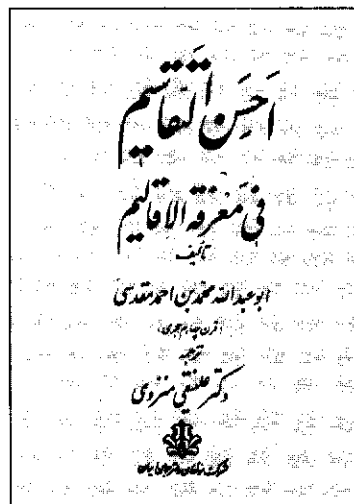 احسن التقاسیم
فی معرفة الاقالیم
تألیف
ابو عبدالله محمد بن احمد مقدسی
(قرن چهارم هجری)
ترجمه
دکتر علینقی منزوی
شرکت مؤلفان و مترجمان ایران